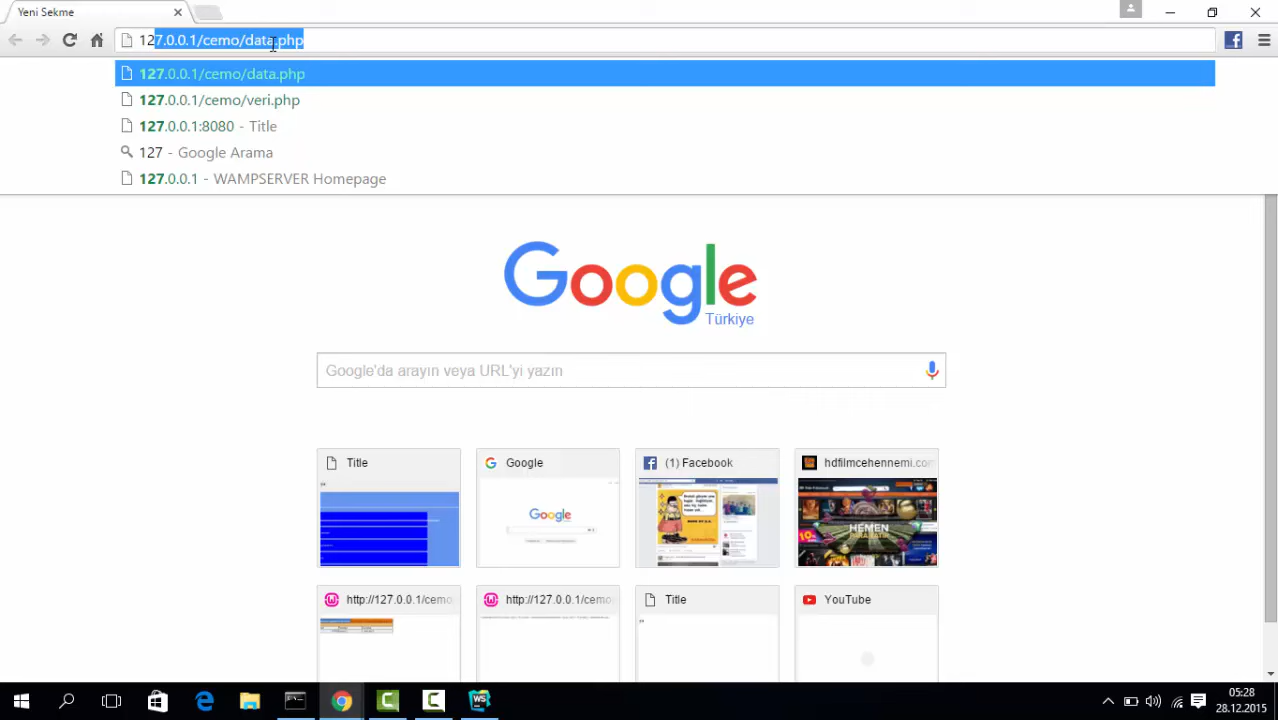 Yeni Sekme
127.0.0.1/cemo/data.php
127.0.0.1/cemo/data.php
127.0.0.1/cemo/veri.php
127.0.0.1:8080 - Title
127 - Google Arama
127.0.0.1 - WAMPSERVER Homepage
Google
Türkiye
Google'da arayın veya URL'yi yazın
Title
Google
(1) Facebook
hdfilmcehennemi.com
Google
HEMEN
http://127.0.0.1/cemo
http://127.0.0.1/cemo
Title
YouTube
05:28
28.12.2015